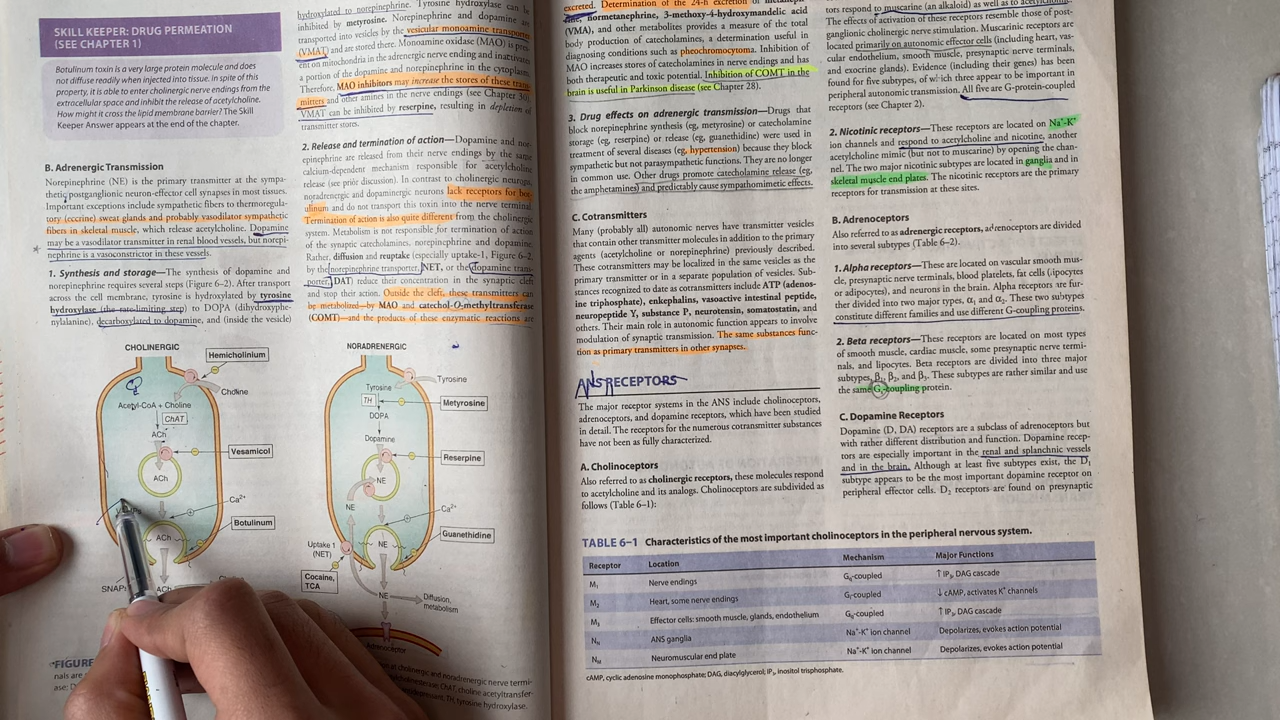 SKILL KEEPER: DRUG PERMEATION
(SEE CHAPTER 1)
Botulinum toxin is a very large protein molecule and does
not diffuse readily when injected into tissue. In spite of this
property, it is able to enter cholinergic nerve endings from the
extracellular space and inhibit the release of acetylcholine.
How might it cross the lipid membrane barrier? The Skill
Keeper Answer appears at the end of the chapter.
B. Adrenergic Transmission
Norepinephrine (NE) is the primary transmitter at the sympa-
thetic postganglionic neuron-effector cell synapses in most tissues.
Important exceptions include sympathetic fibers to thermoregula-
tory (eccrine) sweat glands and probably vasodilator sympathetic
fibers in skeletal muscle, which release acetylcholine. Dopamine
may be a vasodilator transmitter in renal blood vessels, but norepi-
nephrine is a vasoconstrictor in these vessels.
1. Synthesis and storage—The synthesis of dopamine and
norepinephrine requires several steps (Figure 6–2). After transport
across the cell membrane, tyrosine is hydroxylated by tyrosine
hydroxylase (the rate-limiting step) to DOPA (dihydroxyphe-
nylalanine), decarboxylated to dopamine, and (inside the vesicle)
hydroxylated to norepinephrine. Tyrosine hydroxylase can be
inhibited by metyrosine. Norepinephrine and dopamine are
transported into vesicles by the vesicular monoamine transporter
(VMAT) and are stored there. Monoamine oxidase (MAO) is pres-
ent on mitochondria in the adrenergic nerve ending and inactivates
a portion of the dopamine and norepinephrine in the cytoplasm.
Therefore, MAO inhibitors may increase the stores of these trans-
mitters and other amines in the nerve endings (see Chapter 30).
VMAT can be inhibited by reserpine, resulting in depletion of
transmitter stores.
2. Release and termination of action—Dopamine and nor-
epinephrine are released from their nerve endings by the same
calcium-dependent mechanism responsible for acetylcholine
release (see prior discussion). In contrast to cholinergic neurons,
noradrenergic and dopaminergic neurons lack receptors for bot-
ulinum and do not transport this toxin into the nerve terminal.
Termination of action is also quite different from the cholinergic
system. Metabolism is not responsible for termination of action
of the synaptic catecholamines, norepinephrine and dopamine.
Rather, diffusion and reuptake (especially uptake-1, Figure 6–2,
by the norepinephrine transporter, NET, or the dopamine trans-
porter, DAT) reduce their concentration in the synaptic cleft
and stop their action. Outside the cleft, these transmitters can
be metabolized—by MAO and catechol-O-methyltransferase
(COMT)—and the products of these enzymatic reactions are
CHOLINERGIC
Hemicholinium
Choline
Acetyl-CoA + Choline
ChAT
ACh
Vesamicol
ACh
Ca²⁺
Botulinum
ACh
SNAPs
ACh
NORADRENERGIC
Tyrosine
Tyrosine
TH
Metyrosine
DOPA
Dopamine
Reserpine
NE
NE
Ca²⁺
Guanethidine
Uptake 1
(NET)
NE
Cocaine,
TCA
NE
Diffusion,
metabolism
Adrenoceptor
FIGURE
at cholinergic and noradrenergic nerve termi-
nals are
choline acetyltransfer-
ase;
TH, tyrosine hydroxylase.
excreted. Determination of the 24-h excretion of
normetanephrine, 3-methoxy-4-hydroxymandelic acid
(VMA), and other metabolites provides a measure of the total
body production of catecholamines, a determination useful in
diagnosing conditions such as pheochromocytoma. Inhibition of
MAO increases stores of catecholamines in nerve endings and has
both therapeutic and toxic potential. Inhibition of COMT in the
brain is useful in Parkinson disease (see Chapter 28).
3. Drug effects on adrenergic transmission—Drugs that
block norepinephrine synthesis (eg, metyrosine) or catecholamine
storage (eg, reserpine) or release (eg, guanethidine) were used in
treatment of several diseases (eg, hypertension) because they block
sympathetic but not parasympathetic functions. They are no longer
in common use. Other drugs promote catecholamine release (eg,
the amphetamines) and predictably cause sympathomimetic effects.
C. Cotransmitters
Many (probably all) autonomic nerves have transmitter vesicles
that contain other transmitter molecules in addition to the primary
agents (acetylcholine or norepinephrine) previously described.
These cotransmitters may be localized in the same vesicles as the
primary transmitter or in a separate population of vesicles. Sub-
stances recognized to date as cotransmitters include ATP (adenos-
ine triphosphate), enkephalins, vasoactive intestinal peptide,
neuropeptide Y, substance P, neurotensin, somatostatin, and
others. Their main role in autonomic function appears to involve
modulation of synaptic transmission. The same substances func-
tion as primary transmitters in other synapses.
ANS RECEPTORS
The major receptor systems in the ANS include cholinoceptors,
adrenoceptors, and dopamine receptors, which have been studied
in detail. The receptors for the numerous cotransmitter substances
have not been as fully characterized.
A. Cholinoceptors
Also referred to as cholinergic receptors, these molecules respond
to acetylcholine and its analogs. Cholinoceptors are subdivided as
follows (Table 6–1):
tors respond to muscarine (an alkaloid) as well as to acetylcholine.
The effects of activation of these receptors resemble those of post-
ganglionic cholinergic nerve stimulation. Muscarinic receptors are
located primarily on autonomic effector cells (including heart, vas-
cular endothelium, smooth muscle, presynaptic nerve terminals,
and exocrine glands). Evidence (including their genes) has been
found for five subtypes, of which three appear to be important in
peripheral autonomic transmission. All five are G-protein-coupled
receptors (see Chapter 2).
2. Nicotinic receptors—These receptors are located on Na⁺-K⁺
ion channels and respond to acetylcholine and nicotine, another
acetylcholine mimic (but not to muscarine) by opening the chan-
nel. The two major nicotinic subtypes are located in ganglia and in
skeletal muscle end plates. The nicotinic receptors are the primary
receptors for transmission at these sites.
B. Adrenoceptors
Also referred to as adrenergic receptors, adrenoceptors are divided
into several subtypes (Table 6–2).
1. Alpha receptors—These are located on vascular smooth mus-
cle, presynaptic nerve terminals, blood platelets, fat cells (lipocytes
or adipocytes), and neurons in the brain. Alpha receptors are fur-
ther divided into two major types, α₁ and α₂. These two subtypes
constitute different families and use different G-coupling proteins.
2. Beta receptors—These receptors are located on most types
of smooth muscle, cardiac muscle, some presynaptic nerve termi-
nals, and lipocytes. Beta receptors are divided into three major
subtypes, β₁, β₂, and β₃. These subtypes are rather similar and use
the same Gₛ-coupling protein.
C. Dopamine Receptors
Dopamine (D, DA) receptors are a subclass of adrenoceptors but
with rather different distribution and function. Dopamine recep-
tors are especially important in the renal and splanchnic vessels
and in the brain. Although at least five subtypes exist, the D₁
subtype appears to be the most important dopamine receptor on
peripheral effector cells. D₂ receptors are found on presynaptic
TABLE 6–1 Characteristics of the most important cholinoceptors in the peripheral nervous system.
Receptor Location Mechanism Major Functions
M₁ Nerve endings Gq-coupled ↑ IP₃, DAG cascade
M₂ Heart, some nerve endings Gᵢ-coupled ↓ cAMP, activates K⁺ channels
M₃ Effector cells: smooth muscle, glands, endothelium Gq-coupled ↑ IP₃, DAG cascade
N_N ANS ganglia Na⁺-K⁺ ion channel Depolarizes, evokes action potential
N_M Neuromuscular end plate Na⁺-K⁺ ion channel Depolarizes, evokes action potential
cAMP, cyclic adenosine monophosphate; DAG, diacylglycerol; IP₃, inositol trisphosphate.